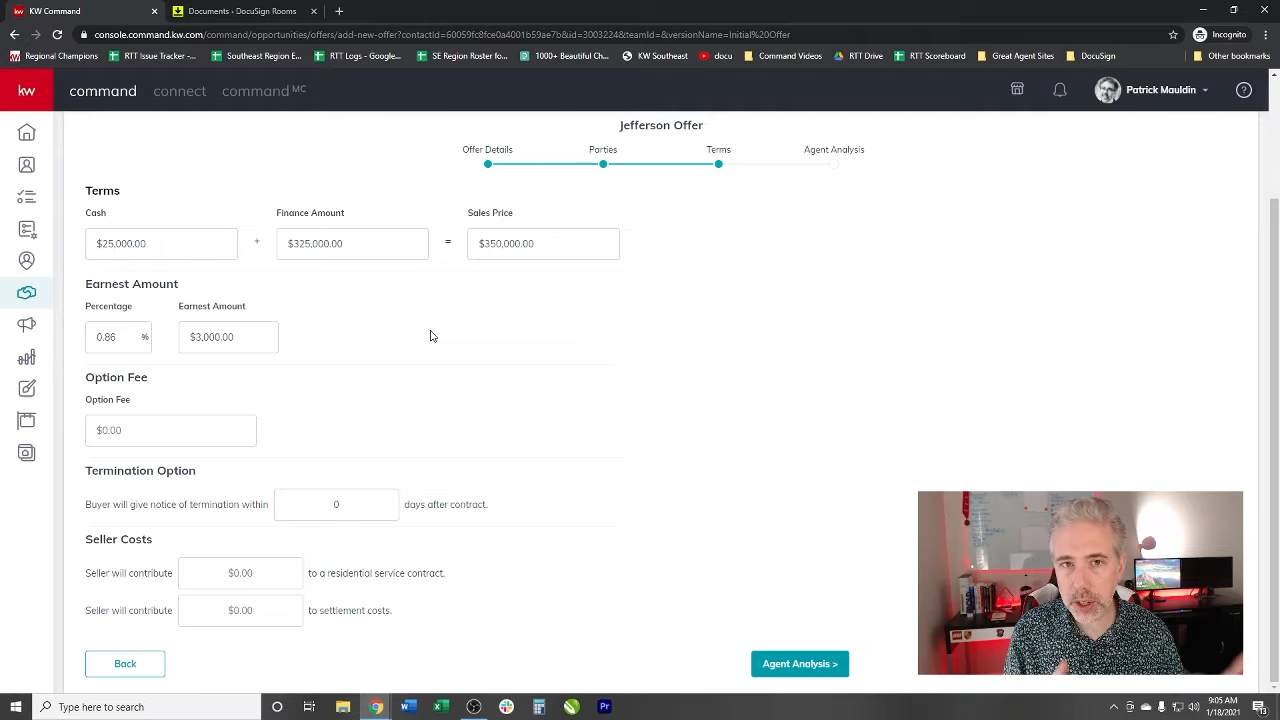 KW Command
Documents › DocuSign Rooms
console.command.kw.com/command/opportunities/offers/add-new-offer?contactId=60059fc8fce0a4001b59ae7b&id=3003224&teamId=&versionName=Initial%20Offer
Incognito
Regional Champions
RTT Issue Tracker -...
Southeast Region E...
RTT Logs - Google...
SE Region Roster for...
1000+ Beautiful Ch...
KW Southeast
docu
Command Videos
RTT Drive
RTT Scoreboard
Great Agent Sites
DocuSign
Other bookmarks
kw
command
connect
command MC
Patrick Mauldin
Jefferson Offer
Offer Details
Parties
Terms
Agent Analysis
Terms
Cash
Finance Amount
Sales Price
$25,000.00
+
$325,000.00
=
$350,000.00
Earnest Amount
Percentage
Earnest Amount
0.86 %
$3,000.00
Option Fee
Option Fee
$0.00
Termination Option
Buyer will give notice of termination within 0 days after contract.
Seller Costs
Seller will contribute $0.00 to a residential service contract.
Seller will contribute $0.00 to settlement costs.
Back
Agent Analysis >
Type here to search
9:05 AM
1/18/2021